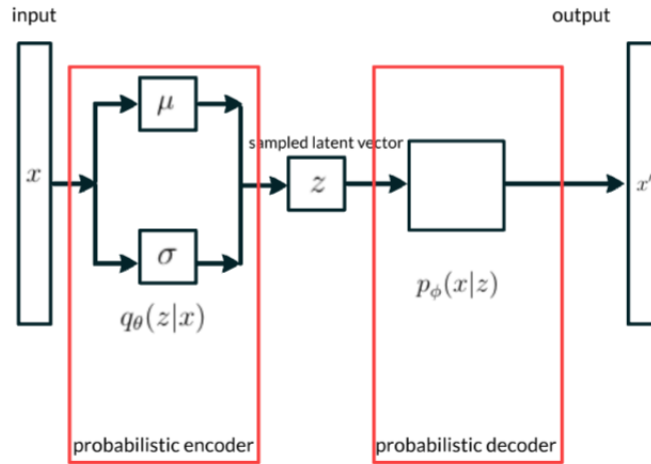 input
output
μ
sampled latent vector
x
z
x'
σ
q_θ(z|x)
p_ϕ(x|z)
probabilistic encoder
probabilistic decoder